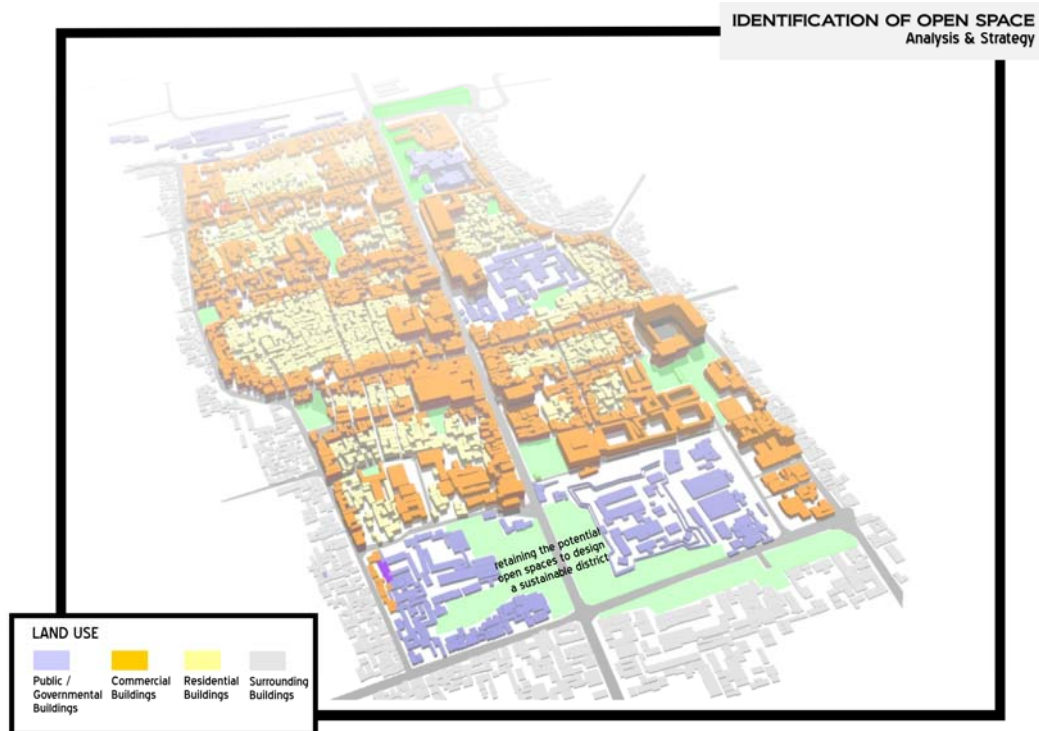 IDENTIFICATION OF OPEN SPACE
Analysis & Strategy
retaining the potential
open spaces to design
a sustainable district
LAND USE
Public /
Governmental
Buildings
Commercial
Buildings
Residential
Buildings
Surrounding
Buildings